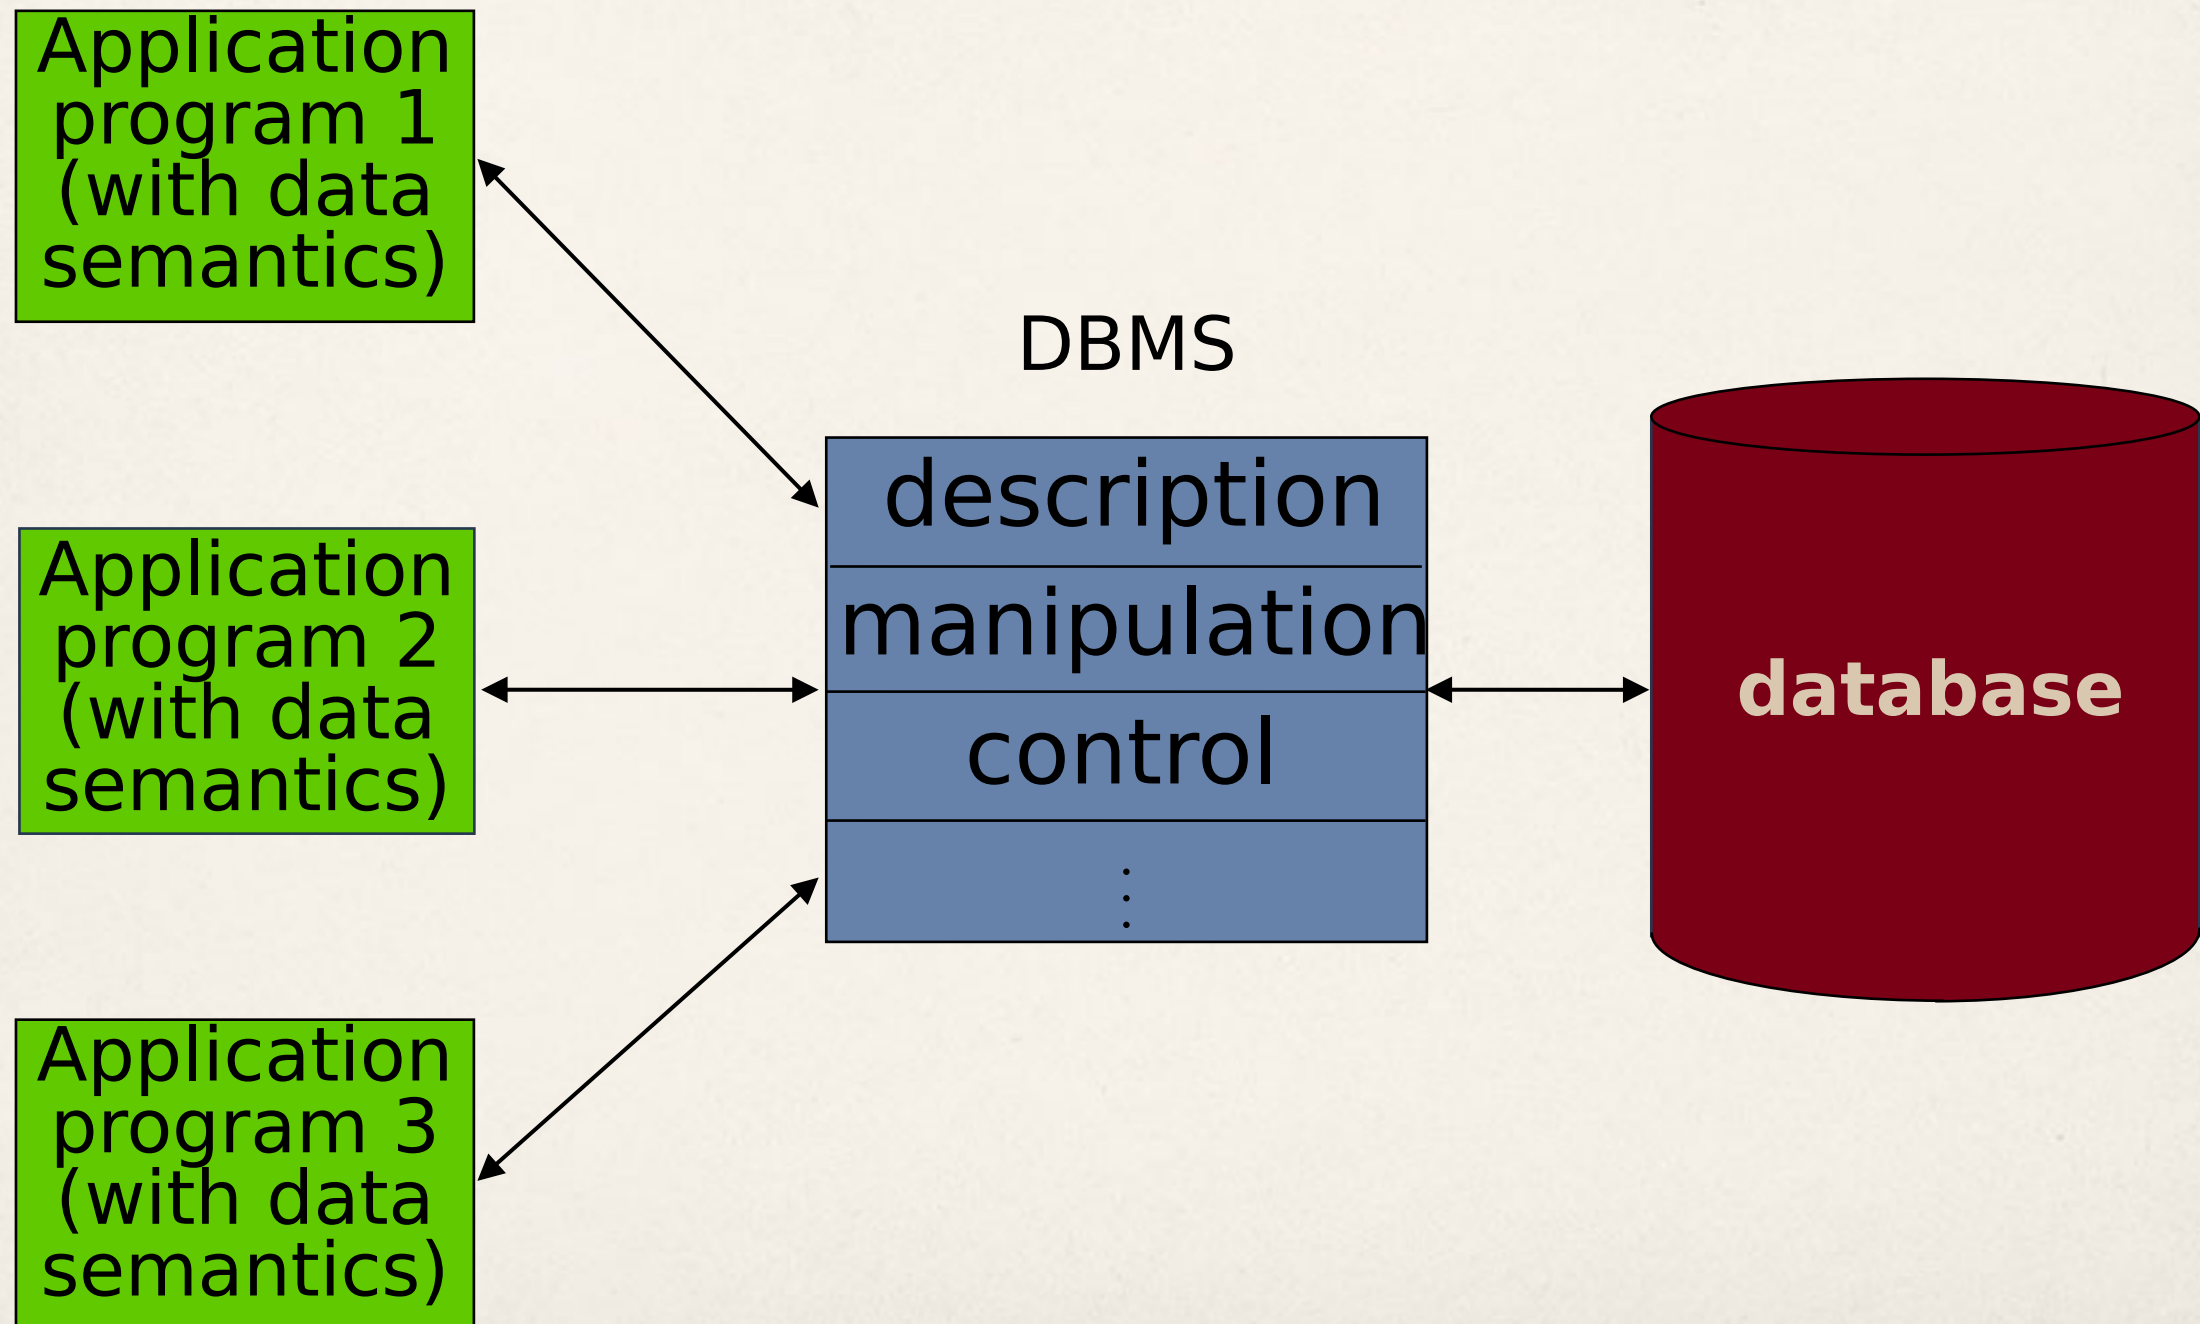 Application
program 1
(with data
semantics)
DBMS
description
manipulation
control
.
.
.
database
Application
program 2
(with data
semantics)
Application
program 3
(with data
semantics)